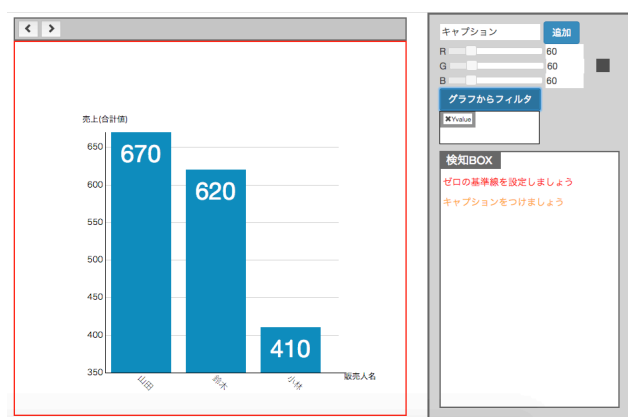 売上(合計値)
650
600
550
500
450
400
350
670
620
410
山田
鈴木
小林
販売人名
キャプション
追加
R 60
G 60
B 60
グラフからフィルタ
✖Yvalue
検知BOX
ゼロの基準線を設定しましょう
キャプションをつけましょう